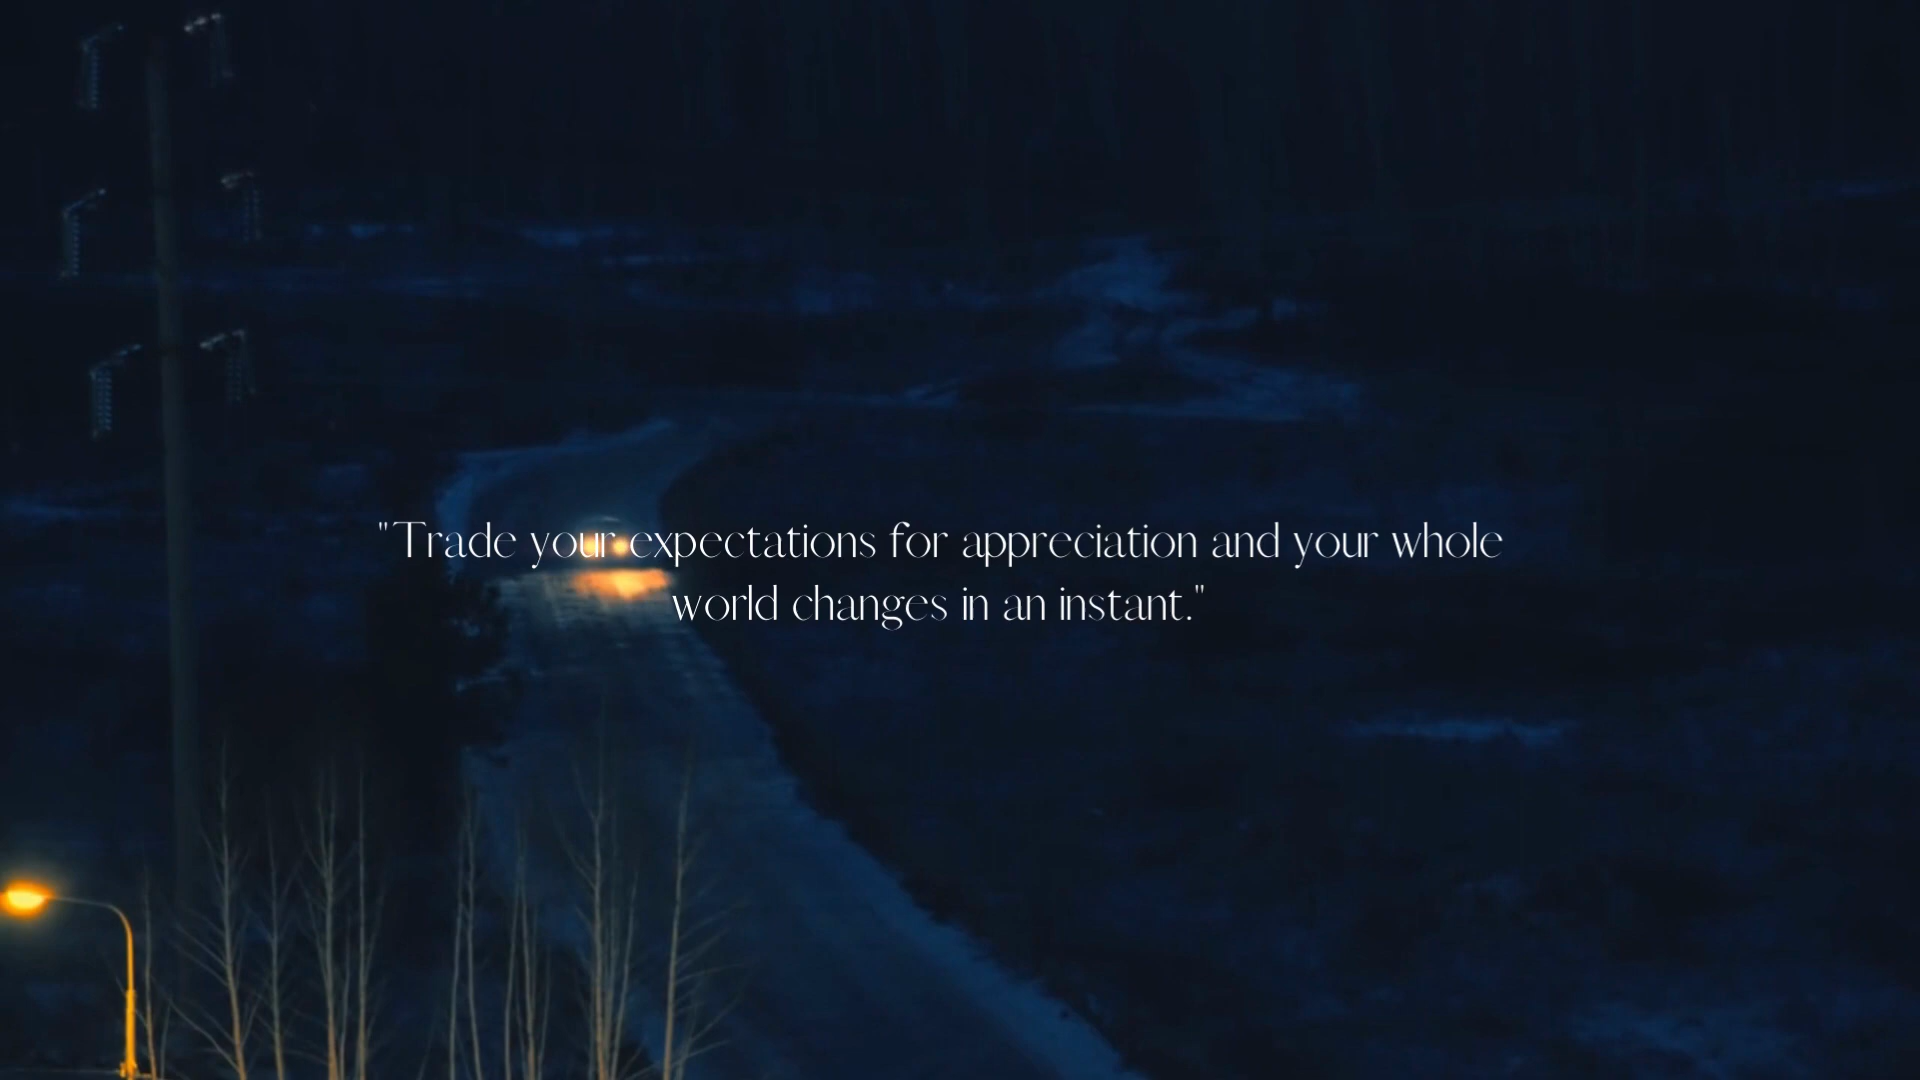 "Trade your expectations for appreciation and your whole
world changes in an instant."